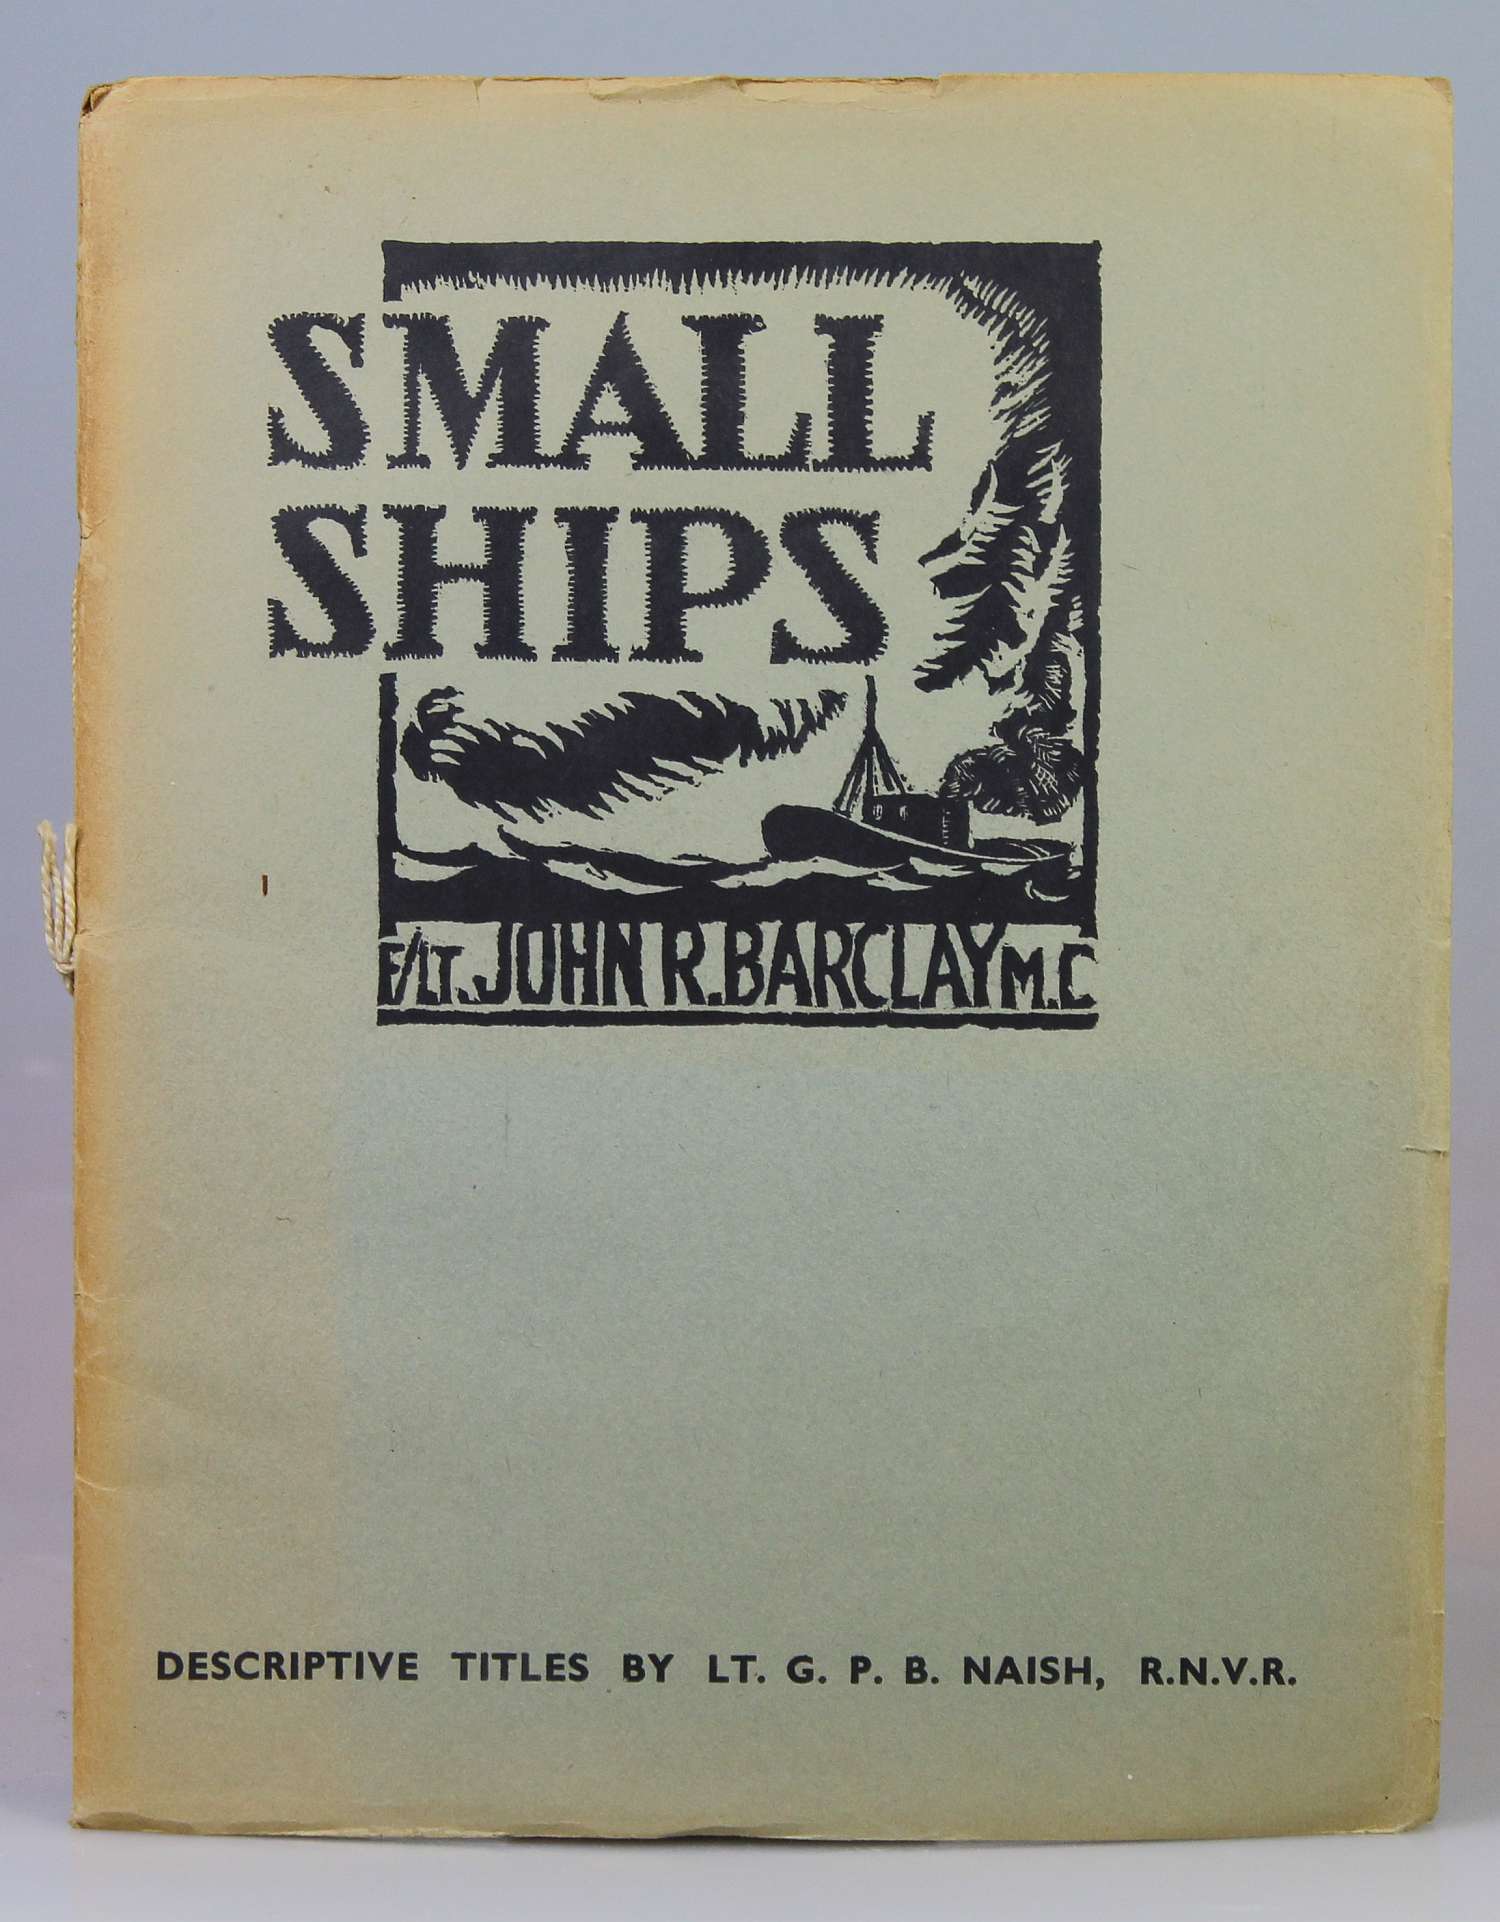 SMALL
SHIPS
F/LT. JOHN R. BARCLAY M.C
DESCRIPTIVE TITLES BY LT. G. P. B. NAISH, R.N.V.R.